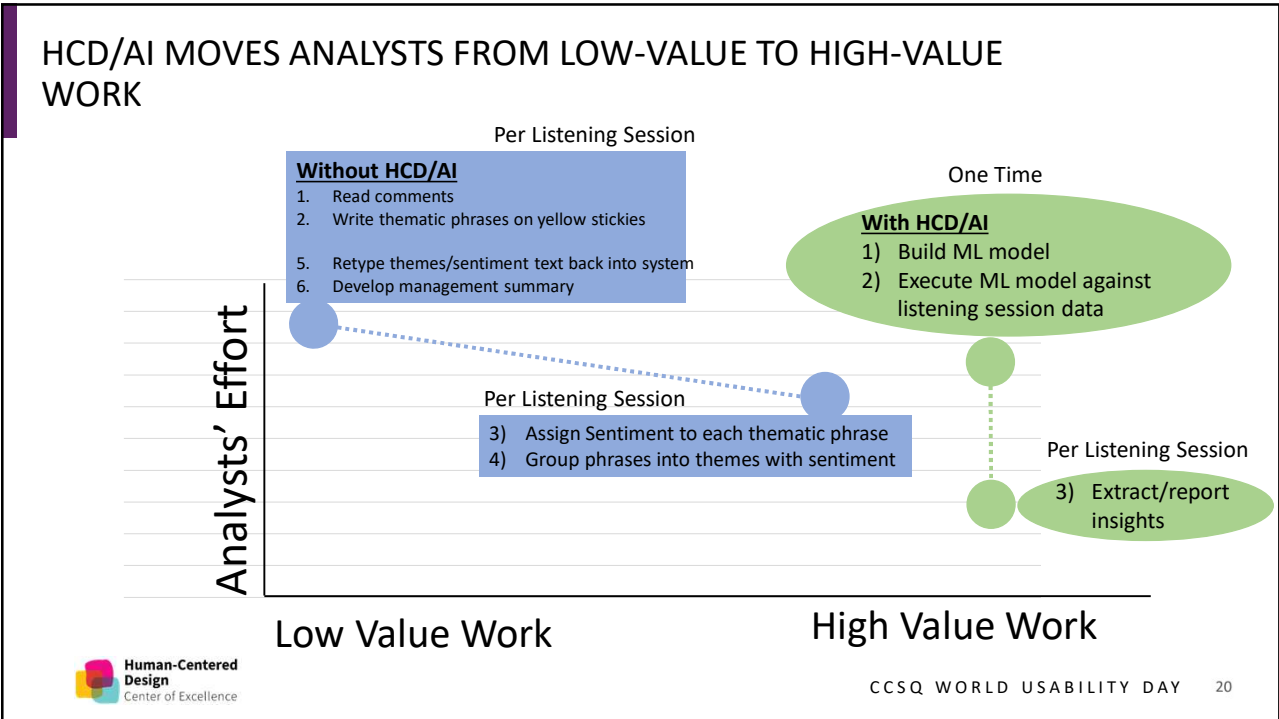 HCD/AI MOVES ANALYSTS FROM LOW-VALUE TO HIGH-VALUE
WORK
Per Listening Session
Without HCD/AI
1. Read comments
2. Write thematic phrases on yellow stickies
5. Retype themes/sentiment text back into system
6. Develop management summary
One Time
With HCD/AI
1) Build ML model
2) Execute ML model against
listening session data
Analysts' Effort
Per Listening Session
3) Assign Sentiment to each thematic phrase
4) Group phrases into themes with sentiment
Per Listening Session
3) Extract/report
insights
Low Value Work
High Value Work
Human-Centered
Design
Center of Excellence
CCSQ WORLD USABILITY DAY 20